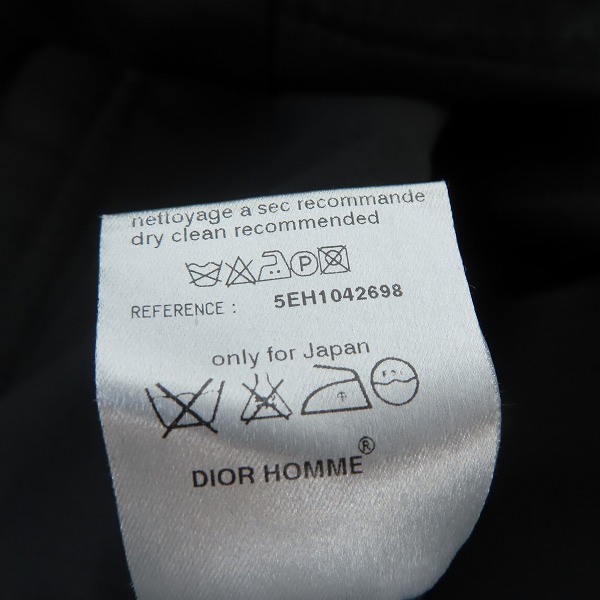 nettoyage a sec recommande
dry clean recommended
P
REFERENCE : 5EH1042698
only for Japan
DIOR HOMME®